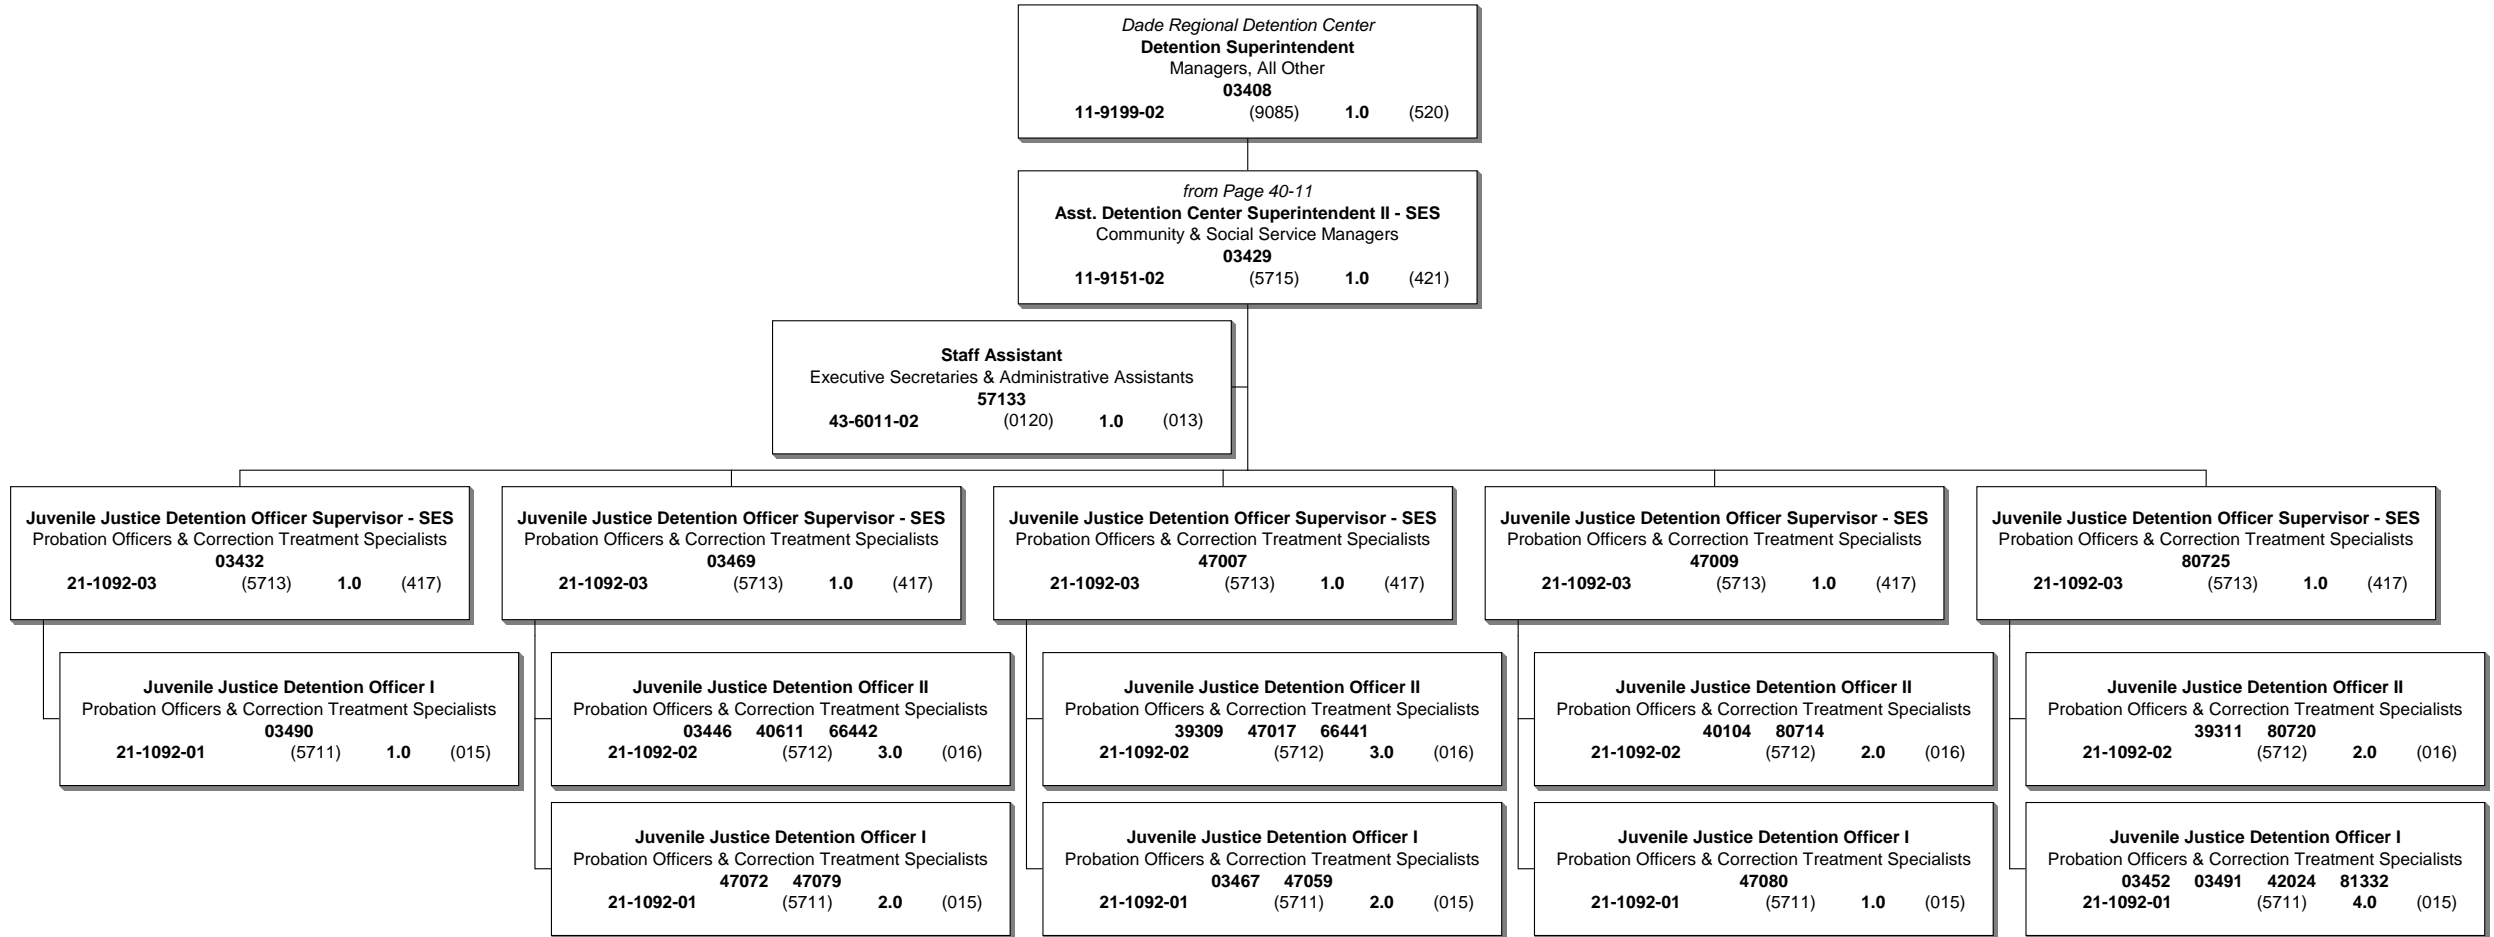 Dade Regional Detention Center
Detention Superintendent
Managers, All Other
03408
11-9199-02 (9085) 1.0 (520)
from Page 40-11
Asst. Detention Center Superintendent II - SES
Community & Social Service Managers
03429
11-9151-02 (5715) 1.0 (421)
Staff Assistant
Executive Secretaries & Administrative Assistants
57133
43-6011-02 (0120) 1.0 (013)
Juvenile Justice Detention Officer Supervisor - SES
Probation Officers & Correction Treatment Specialists
03432
21-1092-03 (5713) 1.0 (417)
Juvenile Justice Detention Officer I
Probation Officers & Correction Treatment Specialists
03490
21-1092-01 (5711) 1.0 (015)
Juvenile Justice Detention Officer Supervisor - SES
Probation Officers & Correction Treatment Specialists
03469
21-1092-03 (5713) 1.0 (417)
Juvenile Justice Detention Officer II
Probation Officers & Correction Treatment Specialists
03446 40611 66442
21-1092-02 (5712) 3.0 (016)
Juvenile Justice Detention Officer I
Probation Officers & Correction Treatment Specialists
47072 47079
21-1092-01 (5711) 2.0 (015)
Juvenile Justice Detention Officer Supervisor - SES
Probation Officers & Correction Treatment Specialists
47007
21-1092-03 (5713) 1.0 (417)
Juvenile Justice Detention Officer II
Probation Officers & Correction Treatment Specialists
39309 47017 66441
21-1092-02 (5712) 3.0 (016)
Juvenile Justice Detention Officer I
Probation Officers & Correction Treatment Specialists
03467 47059
21-1092-01 (5711) 2.0 (015)
Juvenile Justice Detention Officer Supervisor - SES
Probation Officers & Correction Treatment Specialists
47009
21-1092-03 (5713) 1.0 (417)
Juvenile Justice Detention Officer II
Probation Officers & Correction Treatment Specialists
40104 80714
21-1092-02 (5712) 2.0 (016)
Juvenile Justice Detention Officer I
Probation Officers & Correction Treatment Specialists
47080
21-1092-01 (5711) 1.0 (015)
Juvenile Justice Detention Officer Supervisor - SES
Probation Officers & Correction Treatment Specialists
80725
21-1092-03 (5713) 1.0 (417)
Juvenile Justice Detention Officer II
Probation Officers & Correction Treatment Specialists
39311 80720
21-1092-02 (5712) 2.0 (016)
Juvenile Justice Detention Officer I
Probation Officers & Correction Treatment Specialists
03452 03491 42024 81332
21-1092-01 (5711) 4.0 (015)